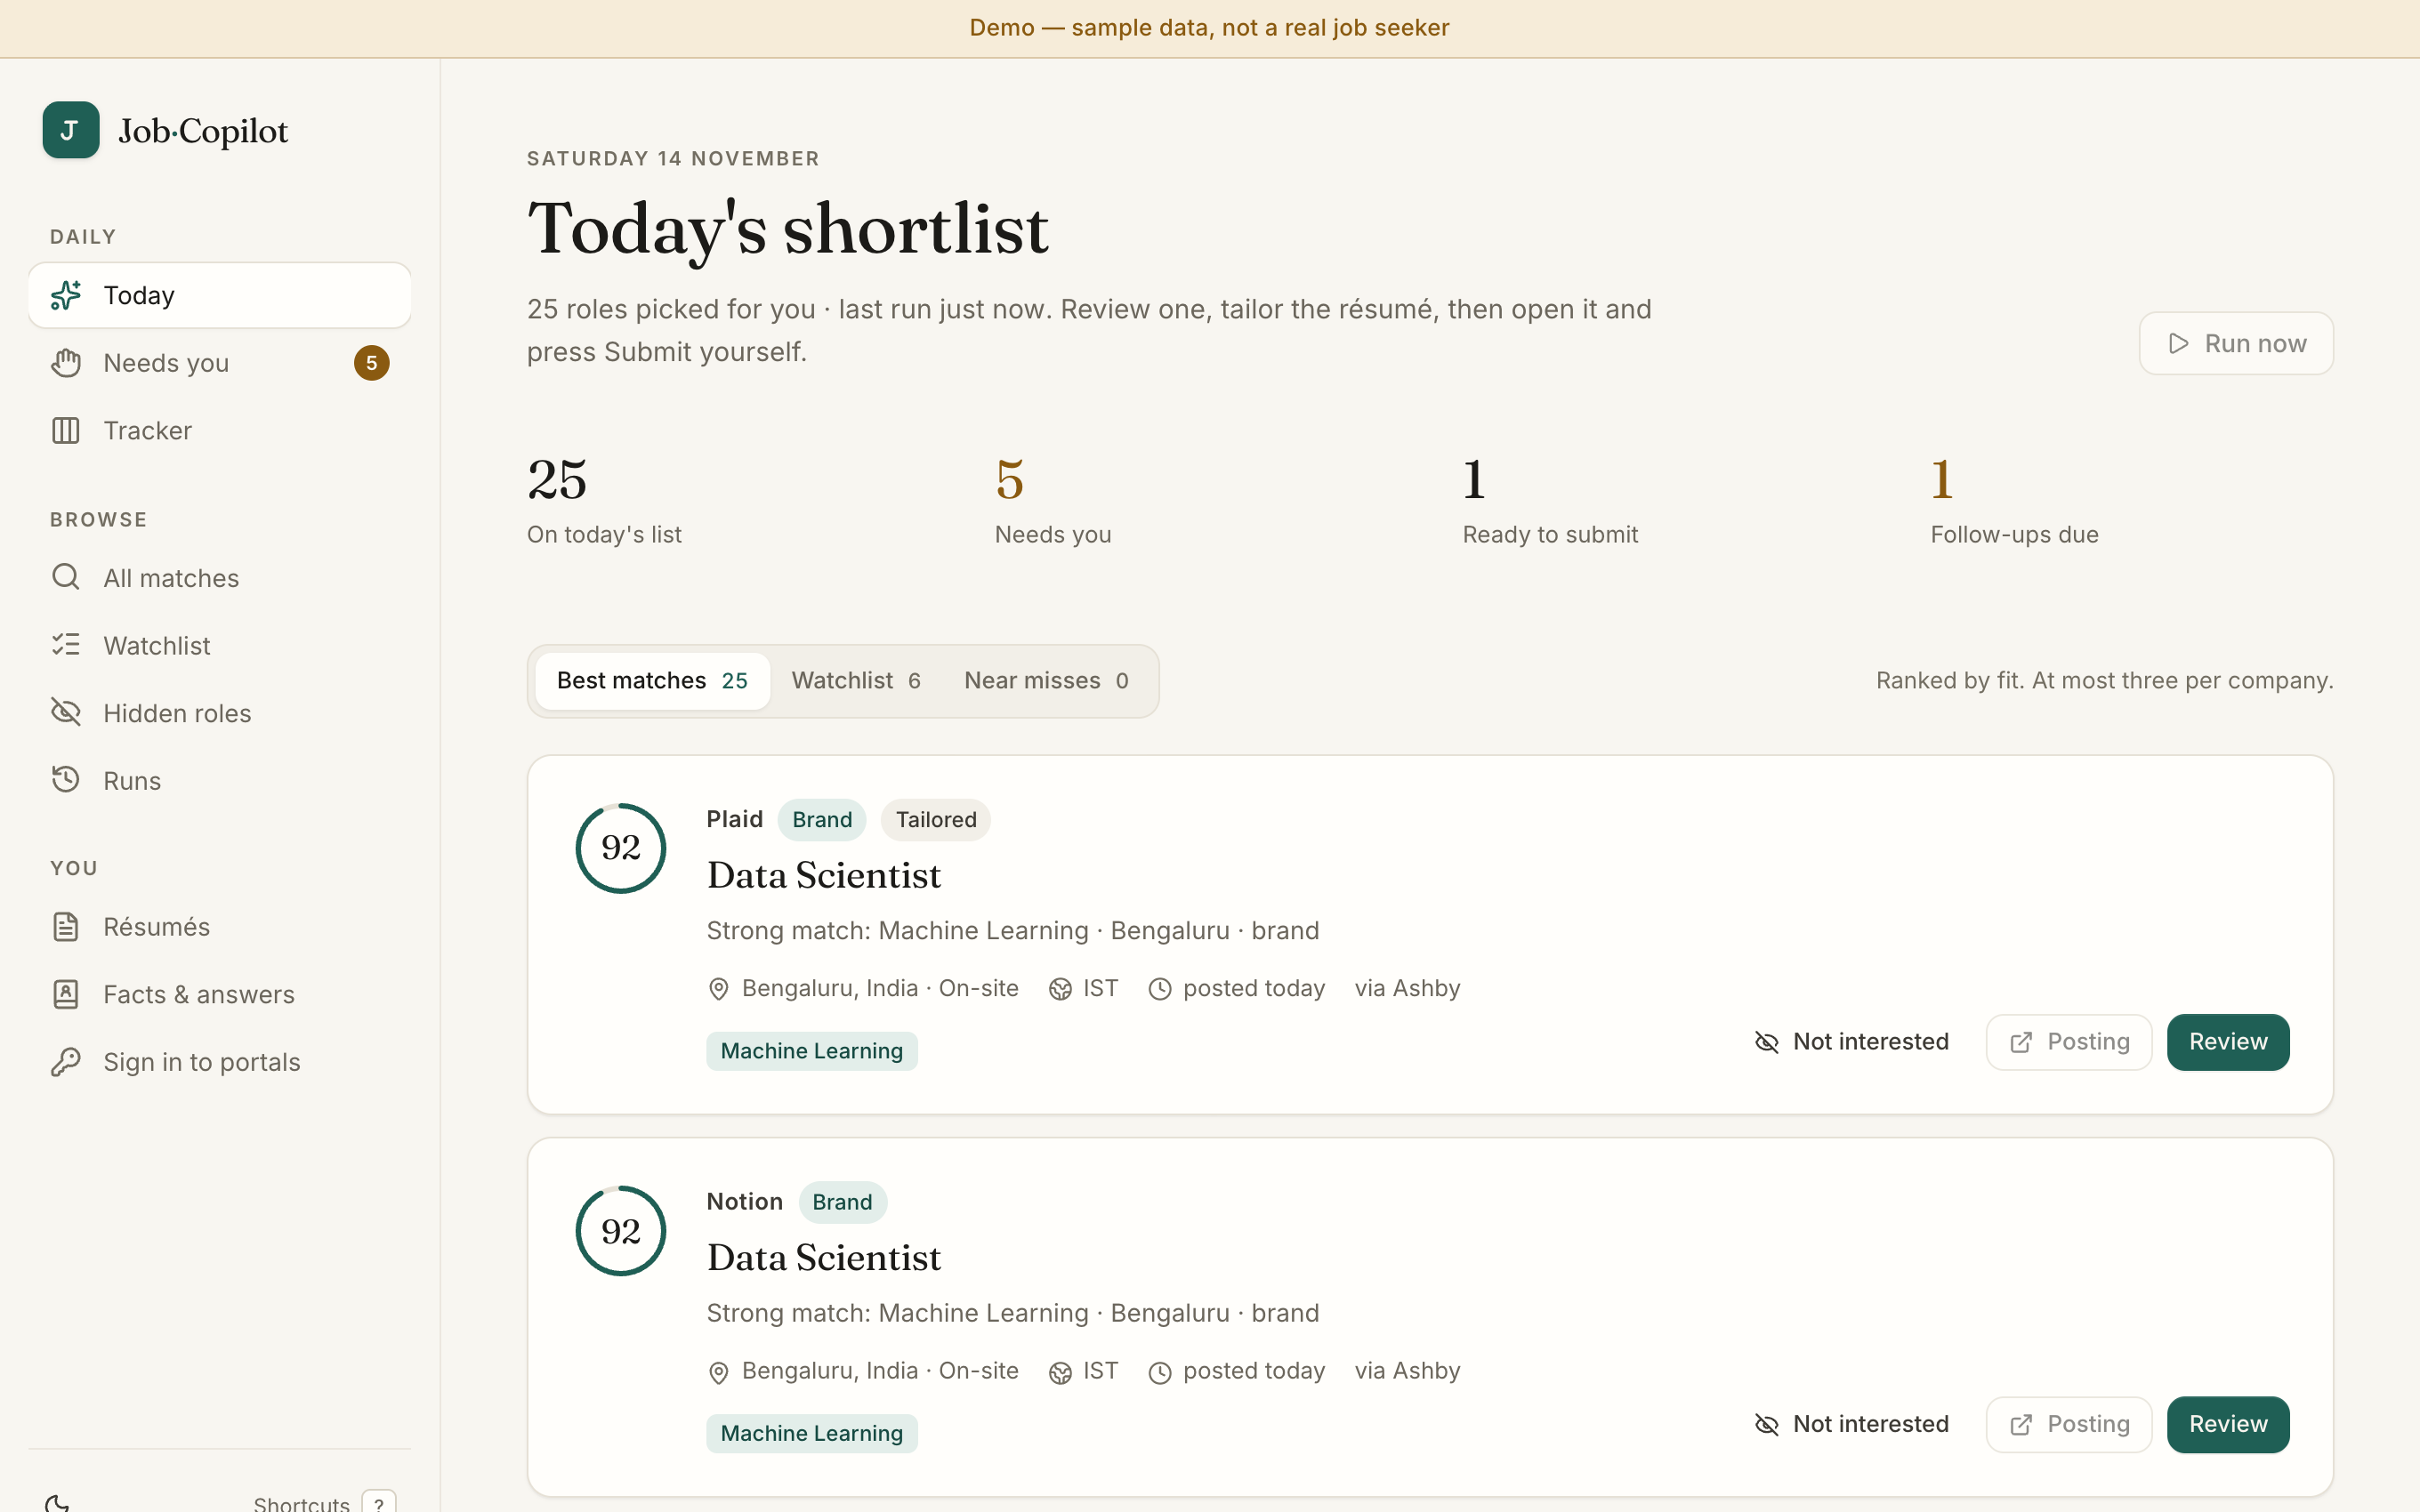 Demo — sample data, not a real job seeker
J
Job·Copilot
DAILY
Today
Needs you 5
Tracker
BROWSE
All matches
Watchlist
Hidden roles
Runs
YOU
Résumés
Facts & answers
Sign in to portals
Shortcuts ?
SATURDAY 14 NOVEMBER
Today's shortlist
25 roles picked for you · last run just now. Review one, tailor the résumé, then open it and
press Submit yourself.
Run now
25 5 1 1
On today's list Needs you Ready to submit Follow-ups due
Best matches 25 Watchlist 6 Near misses 0
Ranked by fit. At most three per company.
92
Plaid Brand Tailored
Data Scientist
Strong match: Machine Learning · Bengaluru · brand
Bengaluru, India · On-site IST posted today via Ashby
Machine Learning
Not interested Posting Review
92
Notion Brand
Data Scientist
Strong match: Machine Learning · Bengaluru · brand
Bengaluru, India · On-site IST posted today via Ashby
Machine Learning
Not interested Posting Review